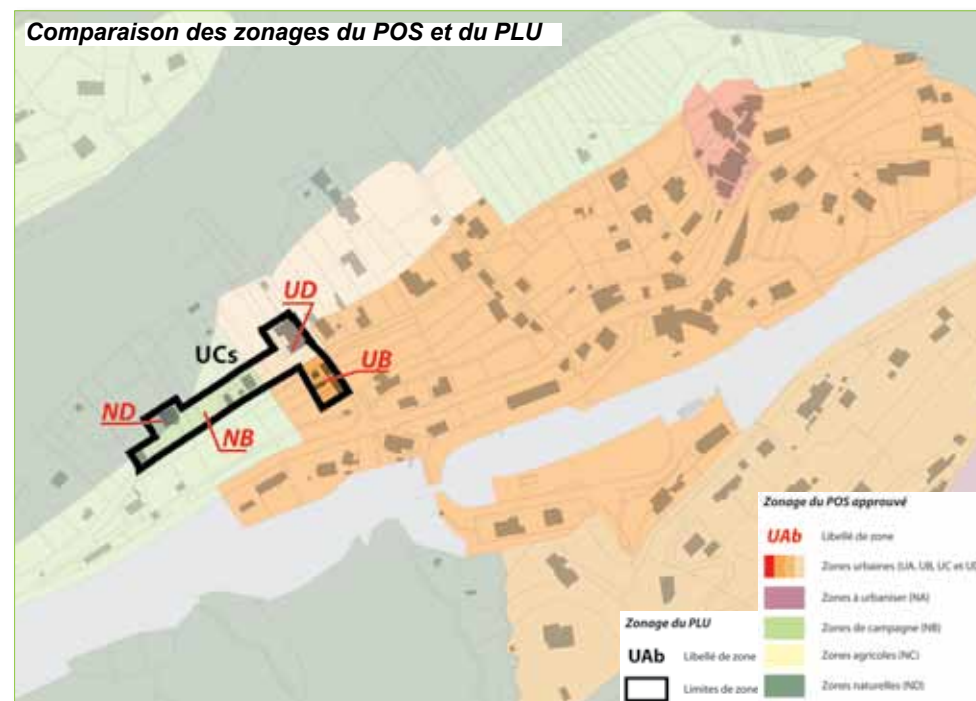 Comparaison des zonages du POS et du PLU
UD
UCs
UB
ND
NB
Zonage du PLU
UAb Libellé de zone
Limites de zone
Zonage du POS approuvé
UAb Libellé de zone
Zones urbaines (UA, UB, UC et UD
Zones à urbaniser (NA)
Zones de campagne (NB)
Zones agricoles (NC)
Zones naturelles (ND)